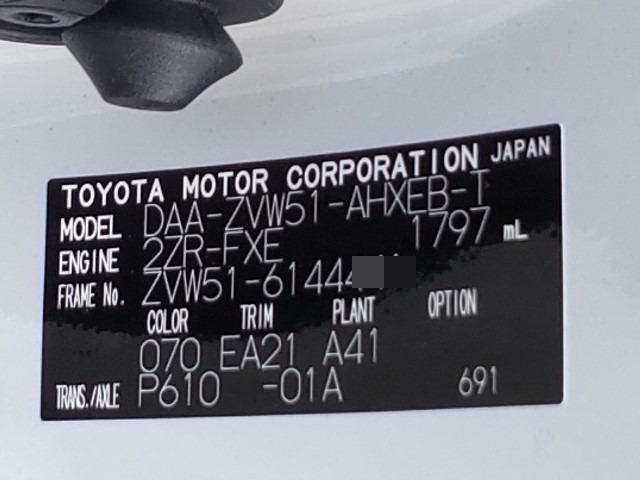 TOYOTA MOTOR CORPORATION JAPAN
MODEL DAA-ZVW51-AHXEB-T
ENGINE 2ZR-FXE 1797 mL
FRAME No. ZVW51-61444
COLOR TRIM PLANT OPTION
070 EA21 A41
TRANS./AXLE P610 -01A 691